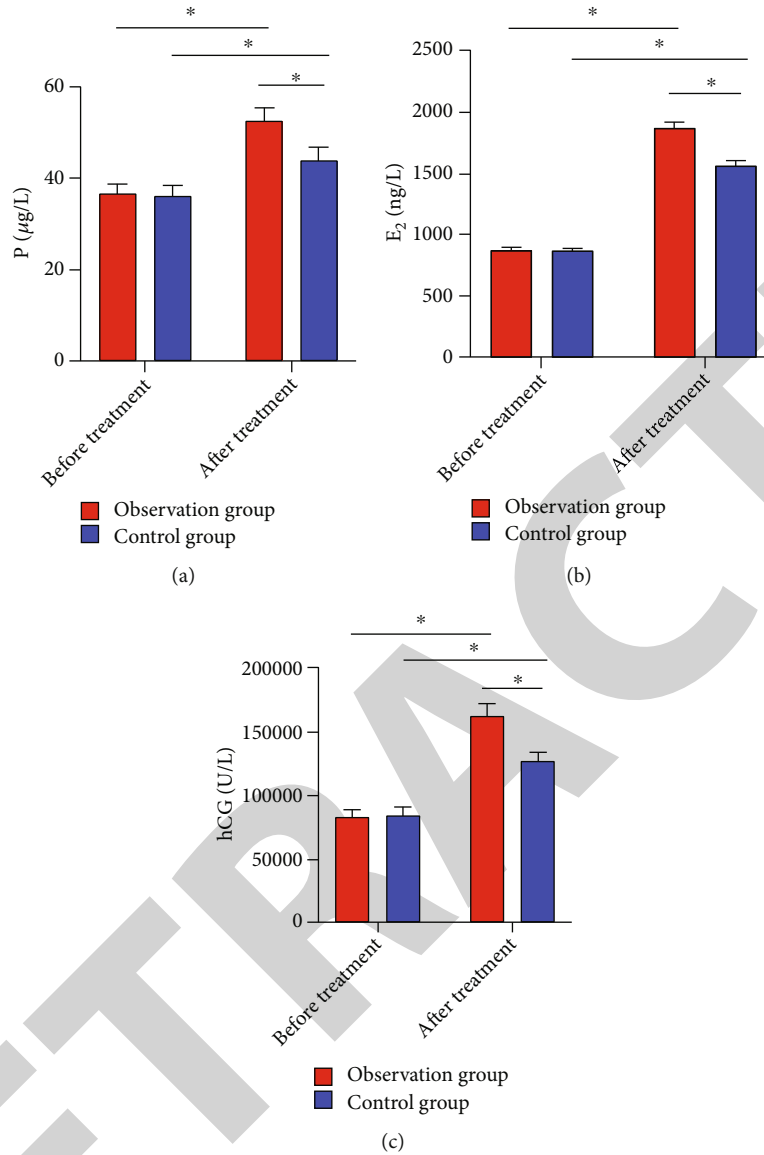 *
*
*
60
40
20
0
P (µg/L)
Before treatment
After treatment
Observation group
Control group
(a)
*
*
*
2500
2000
1500
1000
500
0
E₂ (ng/L)
Before treatment
After treatment
Observation group
Control group
(b)
*
*
*
200000
150000
100000
50000
0
hCG (U/L)
Before treatment
After treatment
Observation group
Control group
(c)
ETRACT